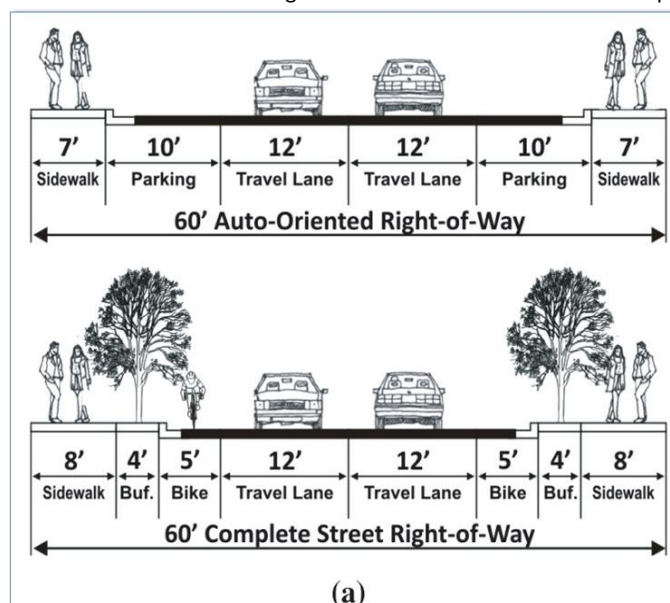 7' 10' 12' 12' 10' 7'
Sidewalk Parking Travel Lane Travel Lane Parking Sidewalk
60' Auto-Oriented Right-of-Way
8' 4' 5' 12' 12' 5' 4' 8'
Sidewalk Buf. Bike Travel Lane Travel Lane Bike Buf. Sidewalk
60' Complete Street Right-of-Way
(a)